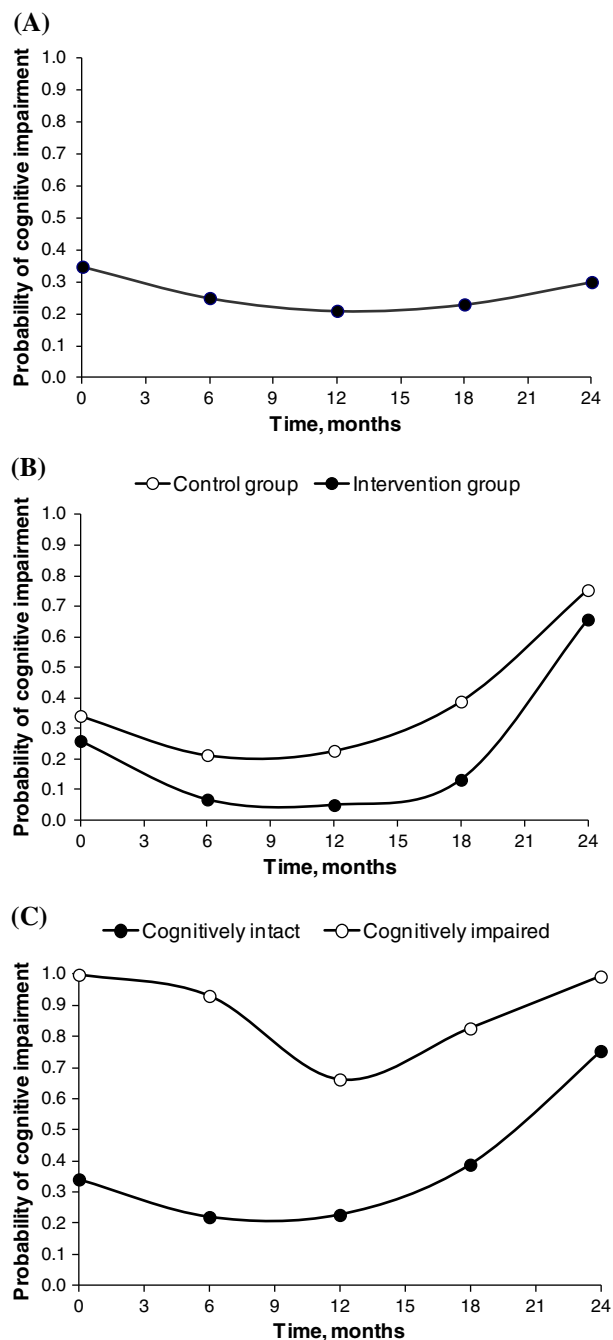 (A)
Probability of cognitive impairment
1.0
0.9
0.8
0.7
0.6
0.5
0.4
0.3
0.2
0.1
0.0
0 3 6 9 12 15 18 21 24
Time, months
(B)
Control group Intervention group
Probability of cognitive impairment
1.0
0.9
0.8
0.7
0.6
0.5
0.4
0.3
0.2
0.1
0.0
0 3 6 9 12 15 18 21 24
Time, months
(C)
Cognitively intact Cognitively impaired
Probability of cognitive impairment
1.0
0.9
0.8
0.7
0.6
0.5
0.4
0.3
0.2
0.1
0.0
0 3 6 9 12 15 18 21 24
Time, months